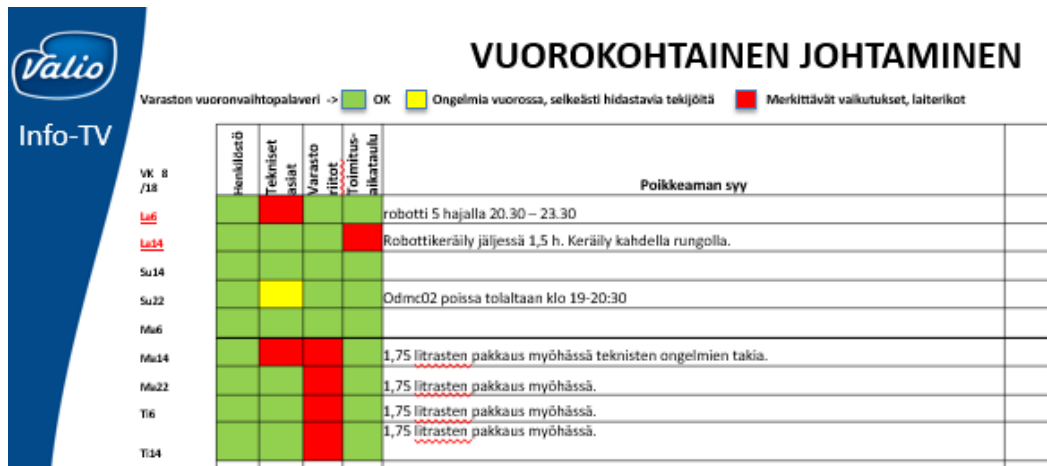 Valio
Info-TV
VUOROKOHTAINEN JOHTAMINEN
Varaston vuoronvaihtopalaveri -> OK Ongelmia vuorossa, selkeästi hidastavia tekijöitä Merkittävät vaikutukset, laiterikot
VK 8
/18
Henkilöstö
Tekniset
asiat
Varasto
riitot
Toimitus-
aikataulu
Poikkeaman syy
La6 robotti 5 hajalla 20.30 – 23.30
La14 Robottikeräily jäljessä 1,5 h. Keräily kahdella rungolla.
Su14
Su22 Odmc02 poissa tolaltaan klo 19-20:30
Ma6
Ma14 1,75 litrasten pakkaus myöhässä teknisten ongelmien takia.
Ma22 1,75 litrasten pakkaus myöhässä.
Ti6 1,75 litrasten pakkaus myöhässä.
Ti14 1,75 litrasten pakkaus myöhässä.